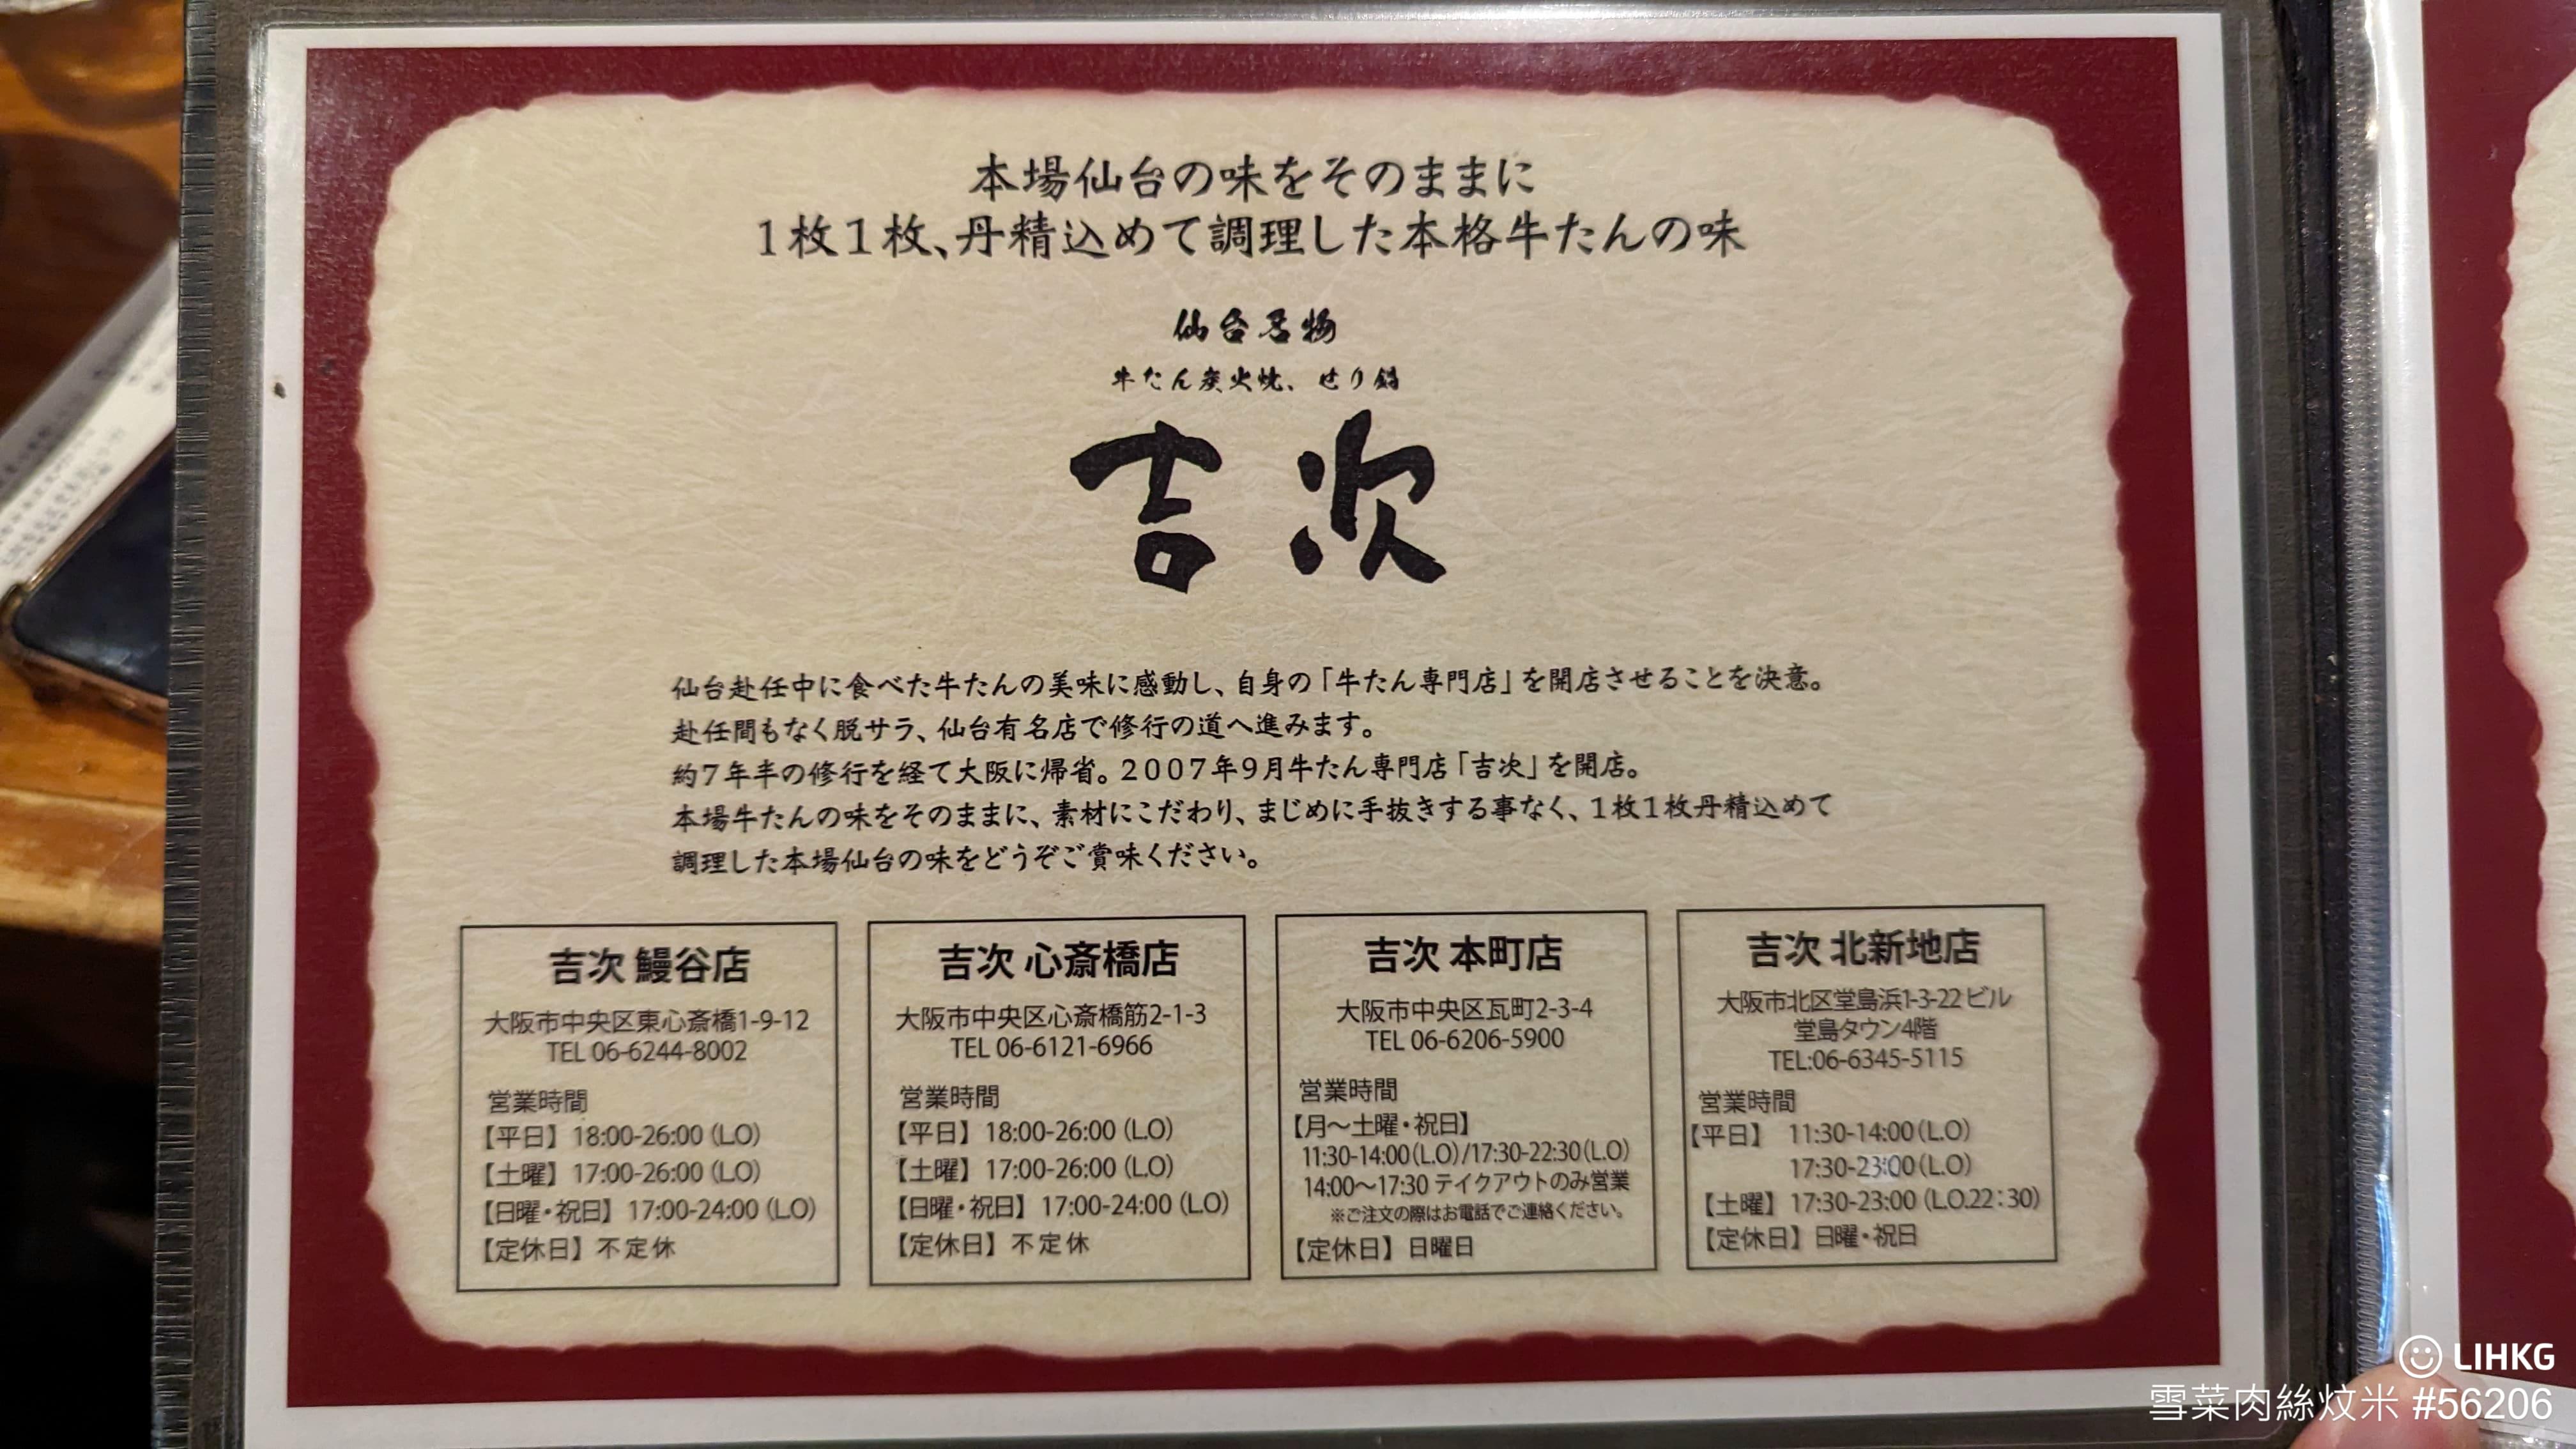 本場仙台の味をそのままに
1枚1枚、丹精込めて調理した本格牛たんの味
仙台名物
牛たん炭火焼、せり鍋
吉次
仙台赴任中に食べた牛たんの美味に感動し、自身の「牛たん専門店」を開店させることを決意。
赴任間もなく脱サラ、仙台有名店で修行の道へ進みます。
約7年半の修行を経て大阪に帰省。2007年9月牛たん専門店「吉次」を開店。
本場牛たんの味をそのままに、素材にこだわり、まじめに手抜きする事なく、1枚1枚丹精込めて
調理した本場仙台の味をどうぞご賞味ください。
吉次 鰻谷店
大阪市中央区東心斎橋1-9-12
TEL 06-6244-8002
営業時間
【平日】18:00-26:00 (L.O)
【土曜】17:00-26:00 (L.O)
【日曜・祝日】17:00-24:00 (L.O)
【定休日】不定休
吉次 心斎橋店
大阪市中央区心斎橋筋2-1-3
TEL 06-6121-6966
営業時間
【平日】18:00-26:00 (L.O)
【土曜】17:00-26:00 (L.O)
【日曜・祝日】17:00-24:00 (L.O)
【定休日】不定休
吉次 本町店
大阪市中央区瓦町2-3-4
TEL 06-6206-5900
営業時間
【月〜土曜・祝日】
11:30-14:00(L.O)/17:30-22:30(L.O)
14:00〜17:30 テイクアウトのみ営業
※ご注文の際はお電話でご連絡ください。
【定休日】日曜日
吉次 北新地店
大阪市北区堂島浜1-3-22 ビル
堂島タウン4階
TEL:06-6345-5115
営業時間
【平日】 11:30-14:00(L.O)
17:30-23:00(L.O)
【土曜】17:30-23:00 (L.O.22:30)
【定休日】日曜・祝日
LIHKG
雪菜肉絲炆米 #56206